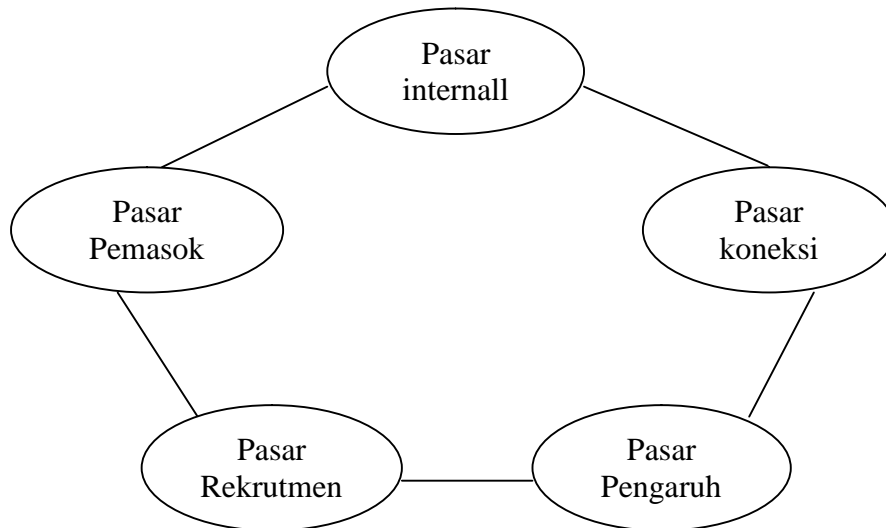 Pasar
internall
Pasar
Pemasok
Pasar
koneksi
Pasar
Rekrutmen
Pasar
Pengaruh